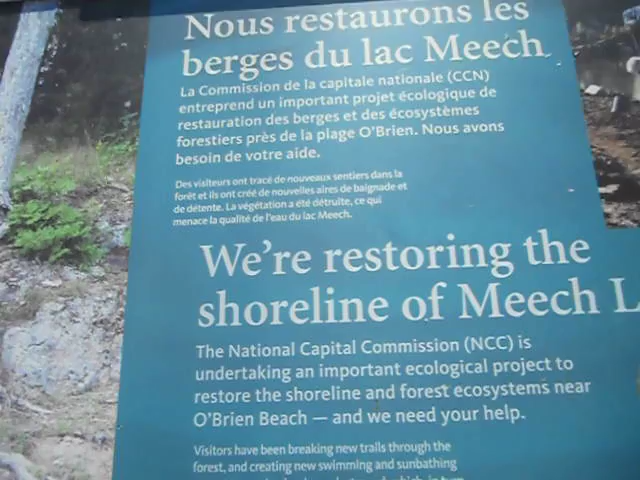 Nous restaurons les
berges du lac Meech
La Commission de la capitale nationale (CCN)
entreprend un important projet écologique de
restauration des berges et des écosystèmes
forestiers près de la plage O'Brien. Nous avons
besoin de votre aide.
Des visiteurs ont tracé de nouveaux sentiers dans la
forêt et ils ont créé de nouvelles aires de baignade et
de détente. La végétation a été détruite, ce qui
menace la qualité de l'eau du lac Meech.
We're restoring the
shoreline of Meech L
The National Capital Commission (NCC) is
undertaking an important ecological project to
restore the shoreline and forest ecosystems near
O'Brien Beach — and we need your help.
Visitors have been breaking new trails through the
forest, and creating new swimming and sunbathing